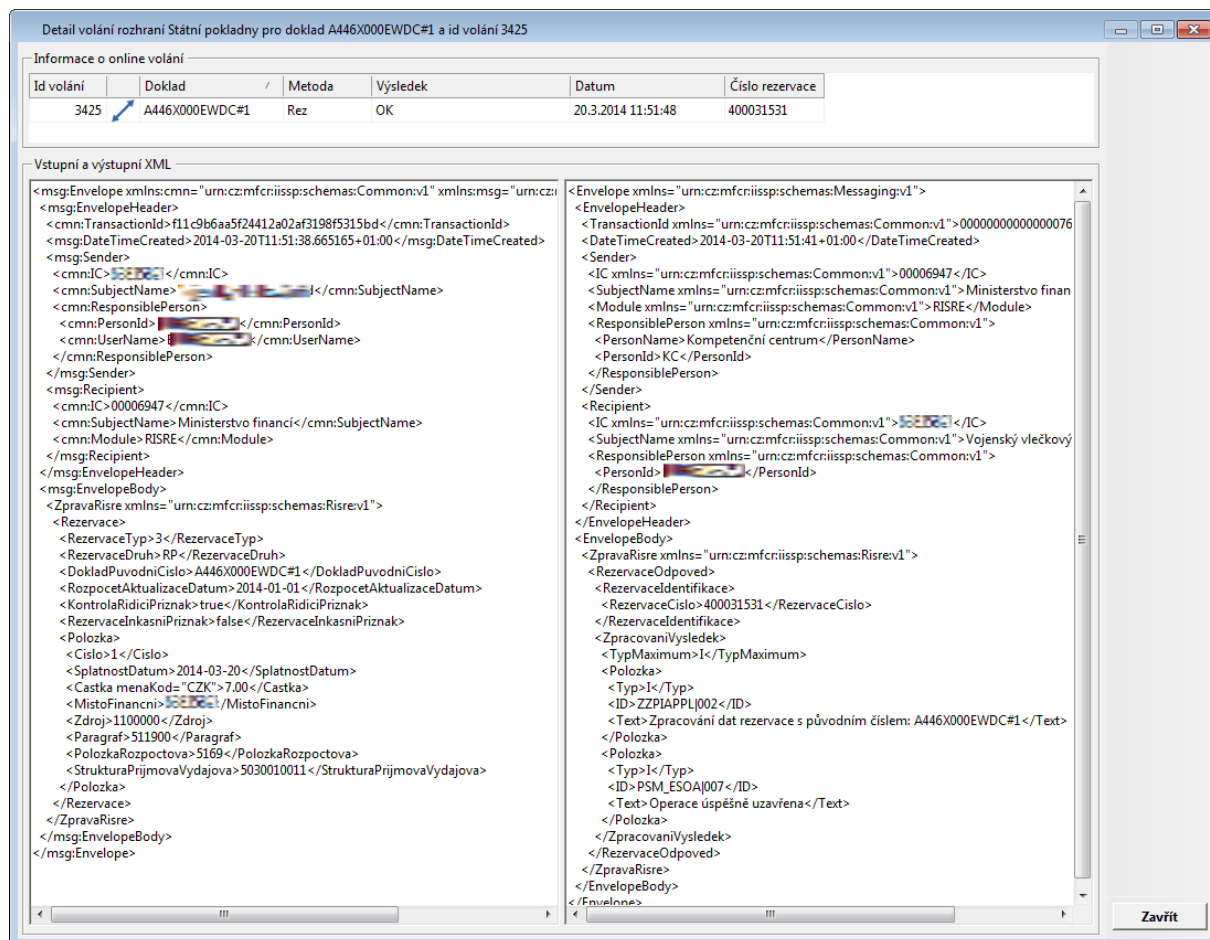 Detail volání rozhraní Státní pokladny pro doklad A446X000EWDC#1 a id volání 3425
Informace o online volání
Id volání Doklad / Metoda Výsledek Datum Číslo rezervace
3425 A446X000EWDC#1 Rez OK 20.3.2014 11:51:48 400031531
Vstupní a výstupní XML
<msg:Envelope xmlns:cmn="urn:cz:mfcr:iissp:schemas:Common:v1" xmlns:msg="urn:cz:i
<msg:EnvelopeHeader>
<cmn:TransactionId>f11c9b6aa5f24412a02af3198f5315bd</cmn:TransactionId>
<msg:DateTimeCreated>2014-03-20T11:51:38.665165+01:00</msg:DateTimeCreated>
<msg:Sender>
<cmn:IC></cmn:IC>
<cmn:SubjectName></cmn:SubjectName>
<cmn:ResponsiblePerson>
<cmn:PersonId></cmn:PersonId>
<cmn:UserName></cmn:UserName>
</cmn:ResponsiblePerson>
</msg:Sender>
<msg:Recipient>
<cmn:IC>00006947</cmn:IC>
<cmn:SubjectName>Ministerstvo financí</cmn:SubjectName>
<cmn:Module>RISRE</cmn:Module>
</msg:Recipient>
</msg:EnvelopeHeader>
<msg:EnvelopeBody>
<ZpravaRisre xmlns="urn:cz:mfcr:iissp:schemas:Risre:v1">
<Rezervace>
<RezervaceTyp>3</RezervaceTyp>
<RezervaceDruh>RP</RezervaceDruh>
<DokladPuvodniCislo>A446X000EWDC#1</DokladPuvodniCislo>
<RozpocetAktualizaceDatum>2014-01-01</RozpocetAktualizaceDatum>
<KontrolaRidiciPriznak>true</KontrolaRidiciPriznak>
<RezervaceInkasniPriznak>false</RezervaceInkasniPriznak>
<Polozka>
<Cislo>1</Cislo>
<SplatnostDatum>2014-03-20</SplatnostDatum>
<Castka menaKod="CZK">7.00</Castka>
<MistoFinancni></MistoFinancni>
<Zdroj>1100000</Zdroj>
<Paragraf>511900</Paragraf>
<PolozkaRozpoctova>5169</PolozkaRozpoctova>
<StrukturaPrijmovaVydajova>5030010011</StrukturaPrijmovaVydajova>
</Polozka>
</Rezervace>
</ZpravaRisre>
</msg:EnvelopeBody>
</msg:Envelope>
<Envelope xmlns="urn:cz:mfcr:iissp:schemas:Messaging:v1">
<EnvelopeHeader>
<TransactionId xmlns="urn:cz:mfcr:iissp:schemas:Common:v1">00000000000000076
<DateTimeCreated>2014-03-20T11:51:41+01:00</DateTimeCreated>
<Sender>
<IC xmlns="urn:cz:mfcr:iissp:schemas:Common:v1">00006947</IC>
<SubjectName xmlns="urn:cz:mfcr:iissp:schemas:Common:v1">Ministerstvo finan
<Module xmlns="urn:cz:mfcr:iissp:schemas:Common:v1">RISRE</Module>
<ResponsiblePerson xmlns="urn:cz:mfcr:iissp:schemas:Common:v1">
<PersonName>Kompetenční centrum</PersonName>
<PersonId>KC</PersonId>
</ResponsiblePerson>
</Sender>
<Recipient>
<IC xmlns="urn:cz:mfcr:iissp:schemas:Common:v1"></IC>
<SubjectName xmlns="urn:cz:mfcr:iissp:schemas:Common:v1">Vojenský vlečkový
<ResponsiblePerson xmlns="urn:cz:mfcr:iissp:schemas:Common:v1">
<PersonId></PersonId>
</ResponsiblePerson>
</Recipient>
</EnvelopeHeader>
<EnvelopeBody>
<ZpravaRisre xmlns="urn:cz:mfcr:iissp:schemas:Risre:v1">
<RezervaceOdpoved>
<RezervaceIdentifikace>
<RezervaceCislo>400031531</RezervaceCislo>
</RezervaceIdentifikace>
<ZpracovaniVysledek>
<TypMaximum>I</TypMaximum>
<Polozka>
<Typ>I</Typ>
<ID>ZZPIAPPL|002</ID>
<Text>Zpracování dat rezervace s původním číslem: A446X000EWDC#1</Text>
</Polozka>
<Polozka>
<Typ>I</Typ>
<ID>PSM_ESOA|007</ID>
<Text>Operace úspěšně uzavřena</Text>
</Polozka>
</ZpracovaniVysledek>
</RezervaceOdpoved>
</ZpravaRisre>
</EnvelopeBody>
</Envelope>
Zavřít